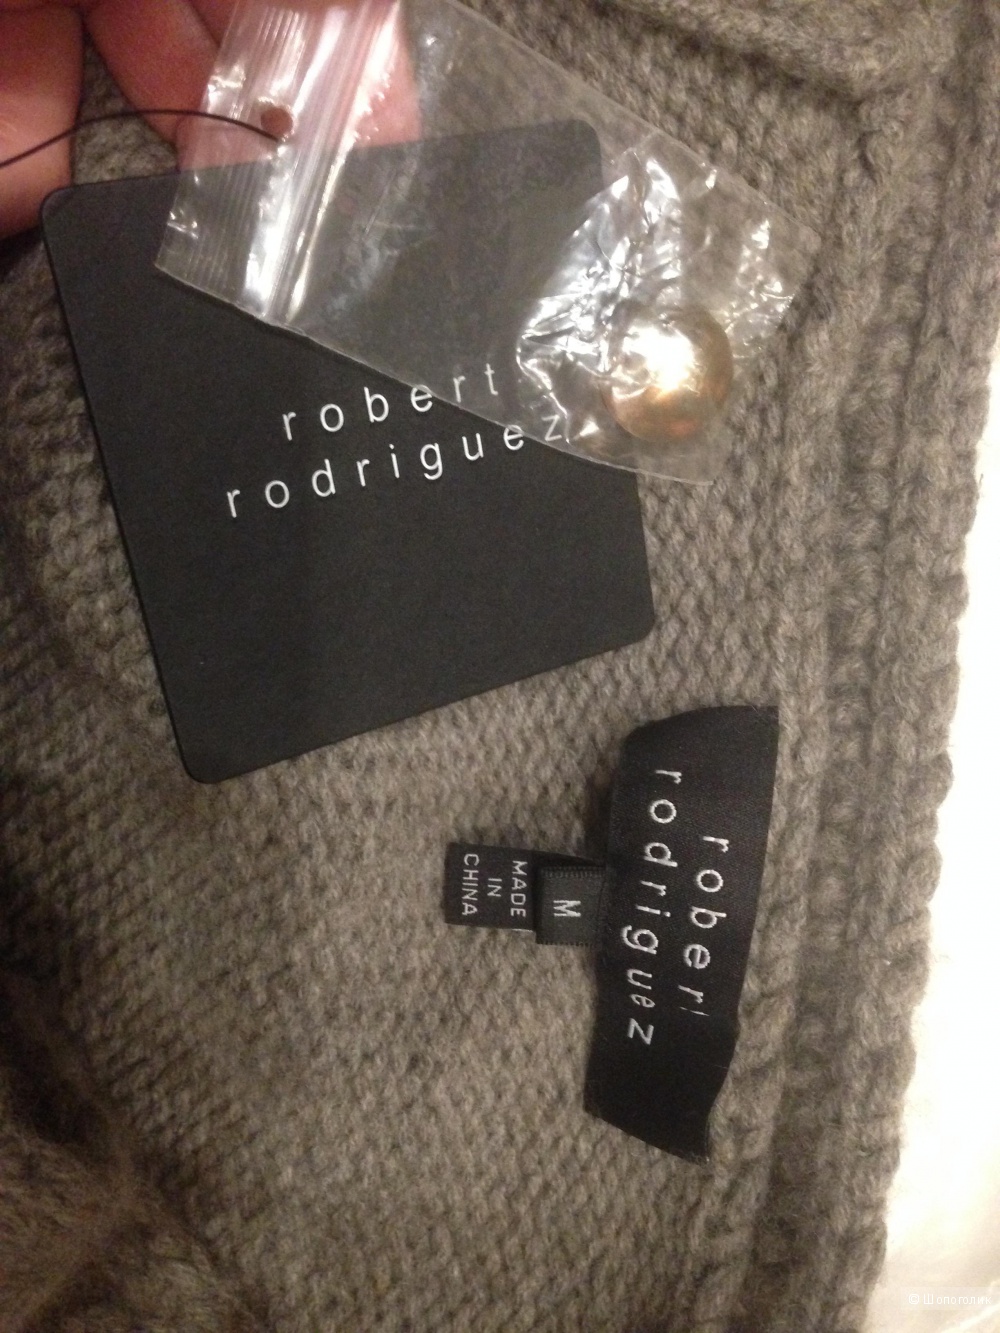 robert
rodriguez
robert
rodriguez
M
MADE
IN
CHINA
© Шопоголик